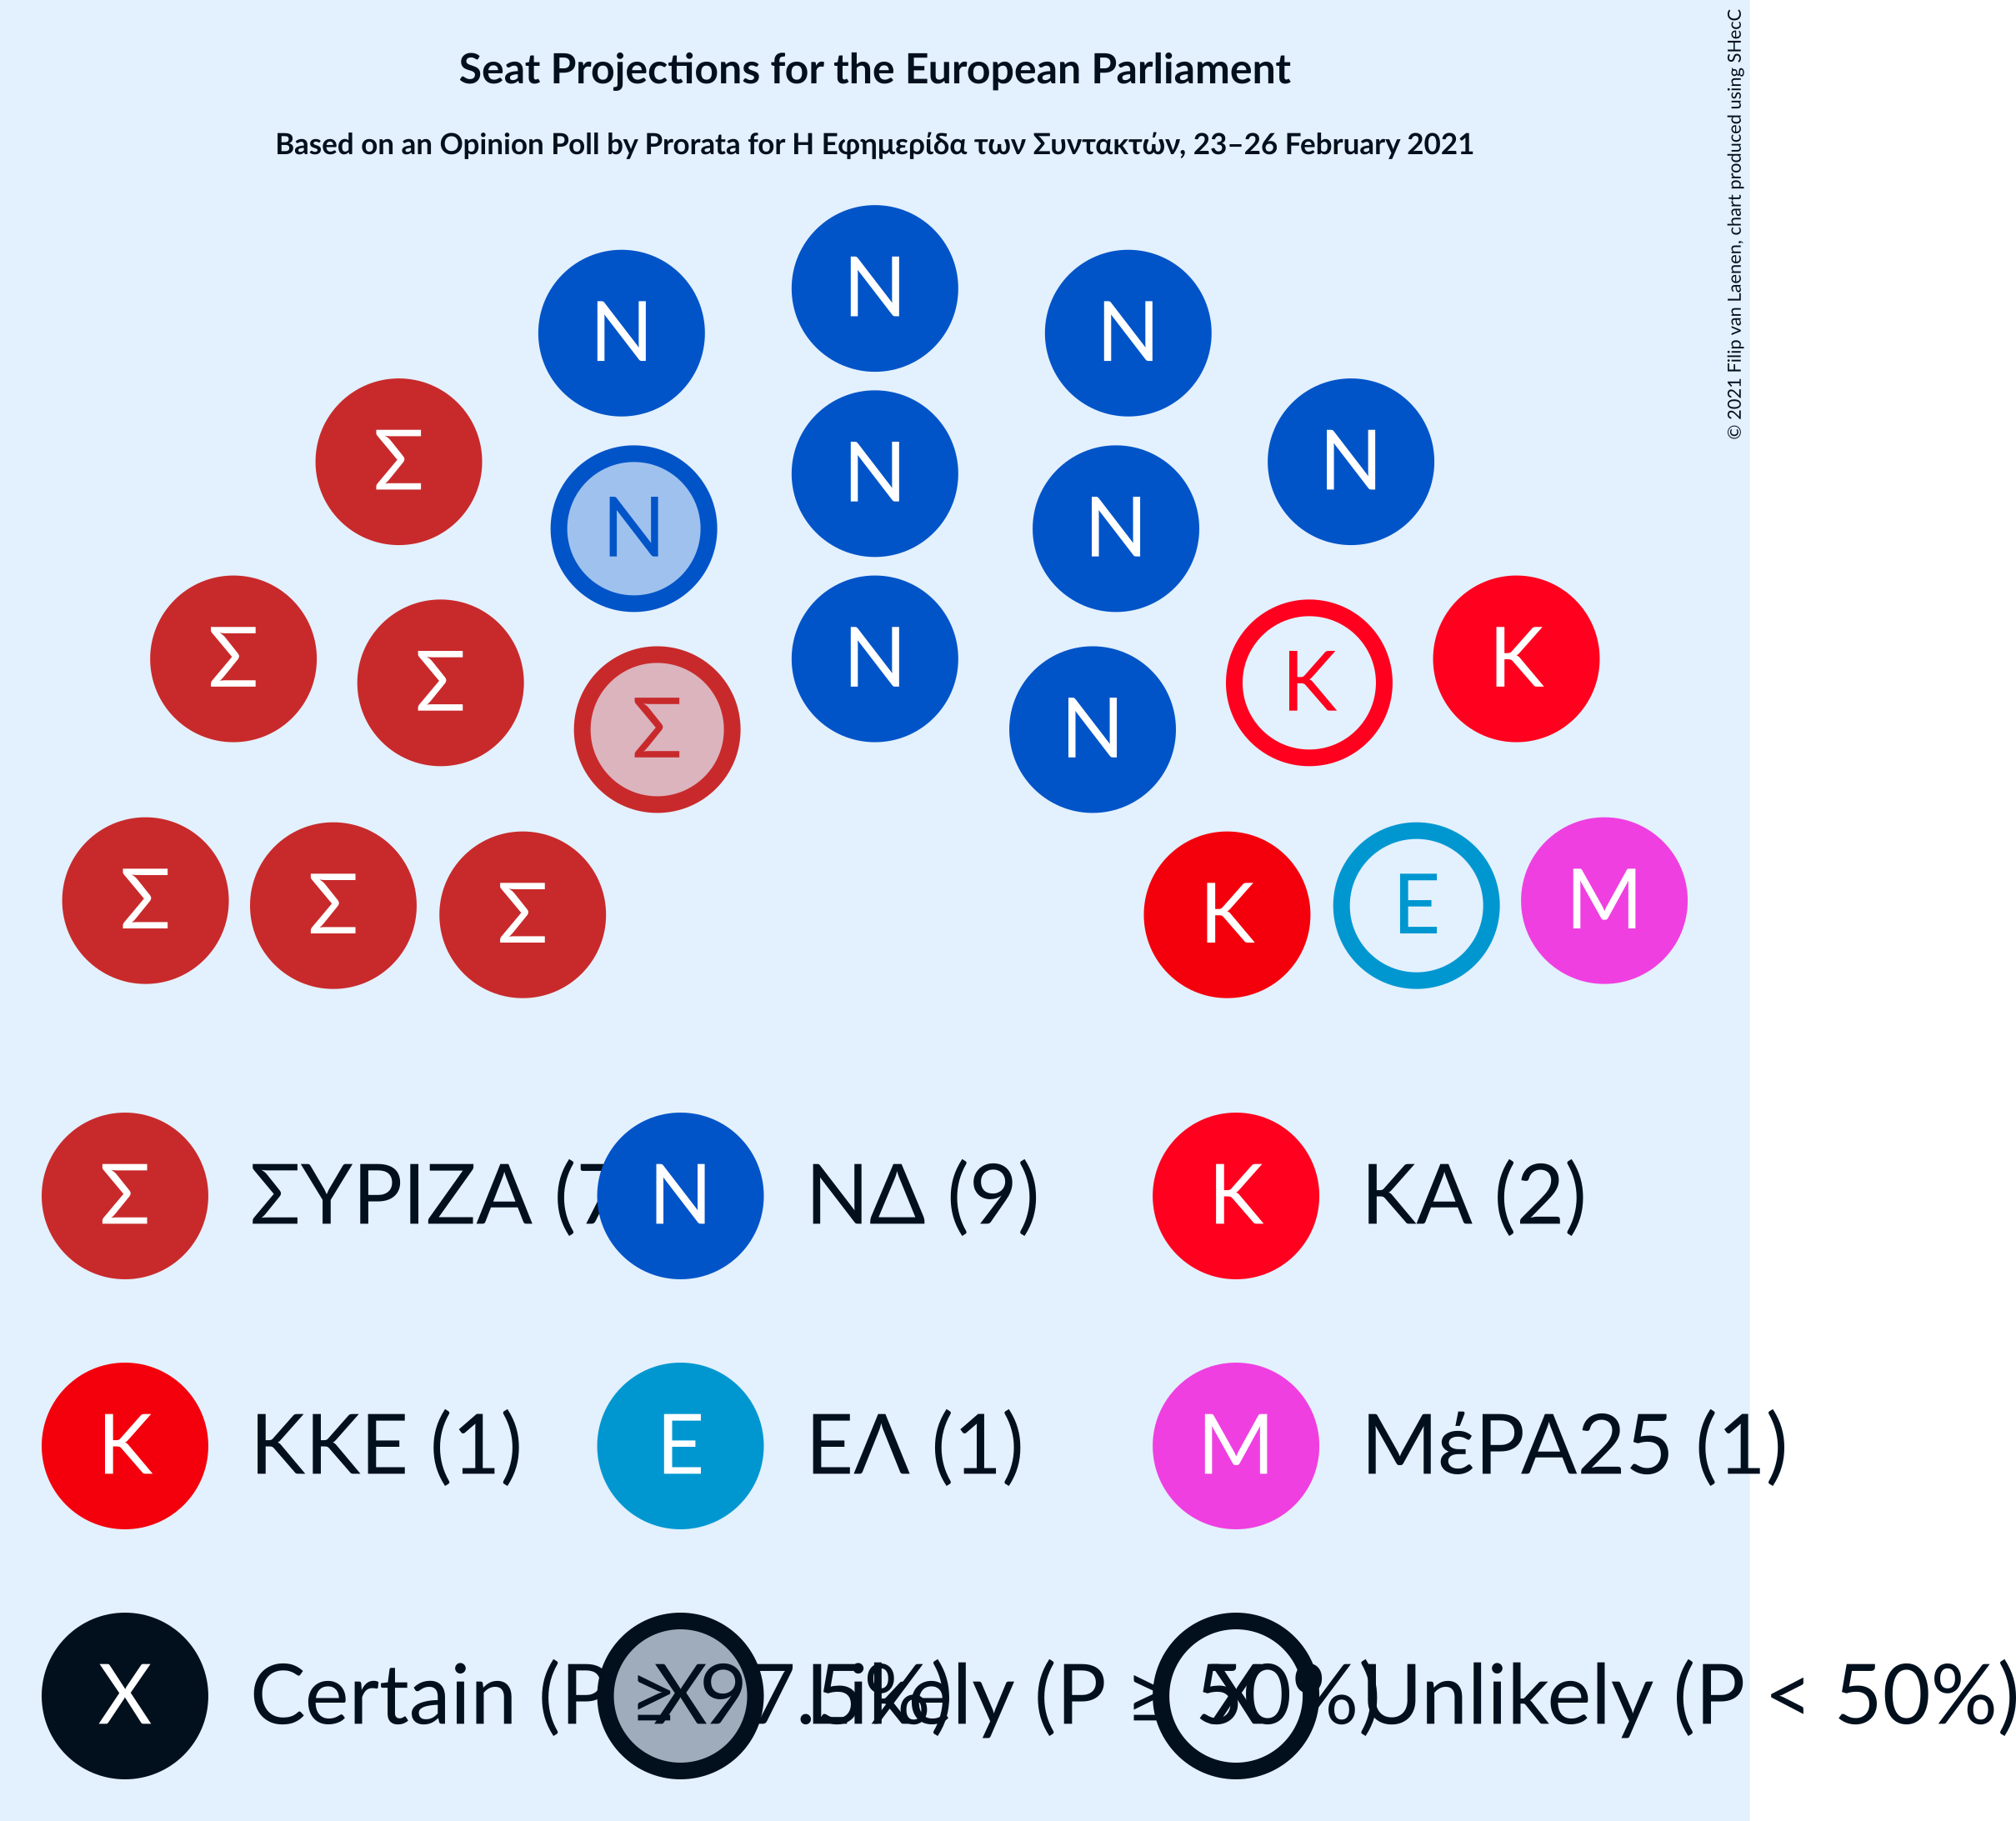 Seat Projections for the European Parliament
Based on an Opinion Poll by Prorata for Η Εφημερίδα των Συντακτών, 23–26 February 2021
© 2021 Filip van Laenen, chart produced using SHecC
N
N N
Σ N N
N N
Σ N K
Σ K
Σ N
Σ Σ K E M
Σ K
Σ ΣΥΡΙΖΑ (7 N ΝΔ (9) K ΚΑ (2)
K ΚΚΕ (1) E ΕΛ (1) M ΜέΡΑ25 (1)
X Certain (P ≥ 97.5% X Likely (P ≥ 50%) X Unlikely (P < 50%)